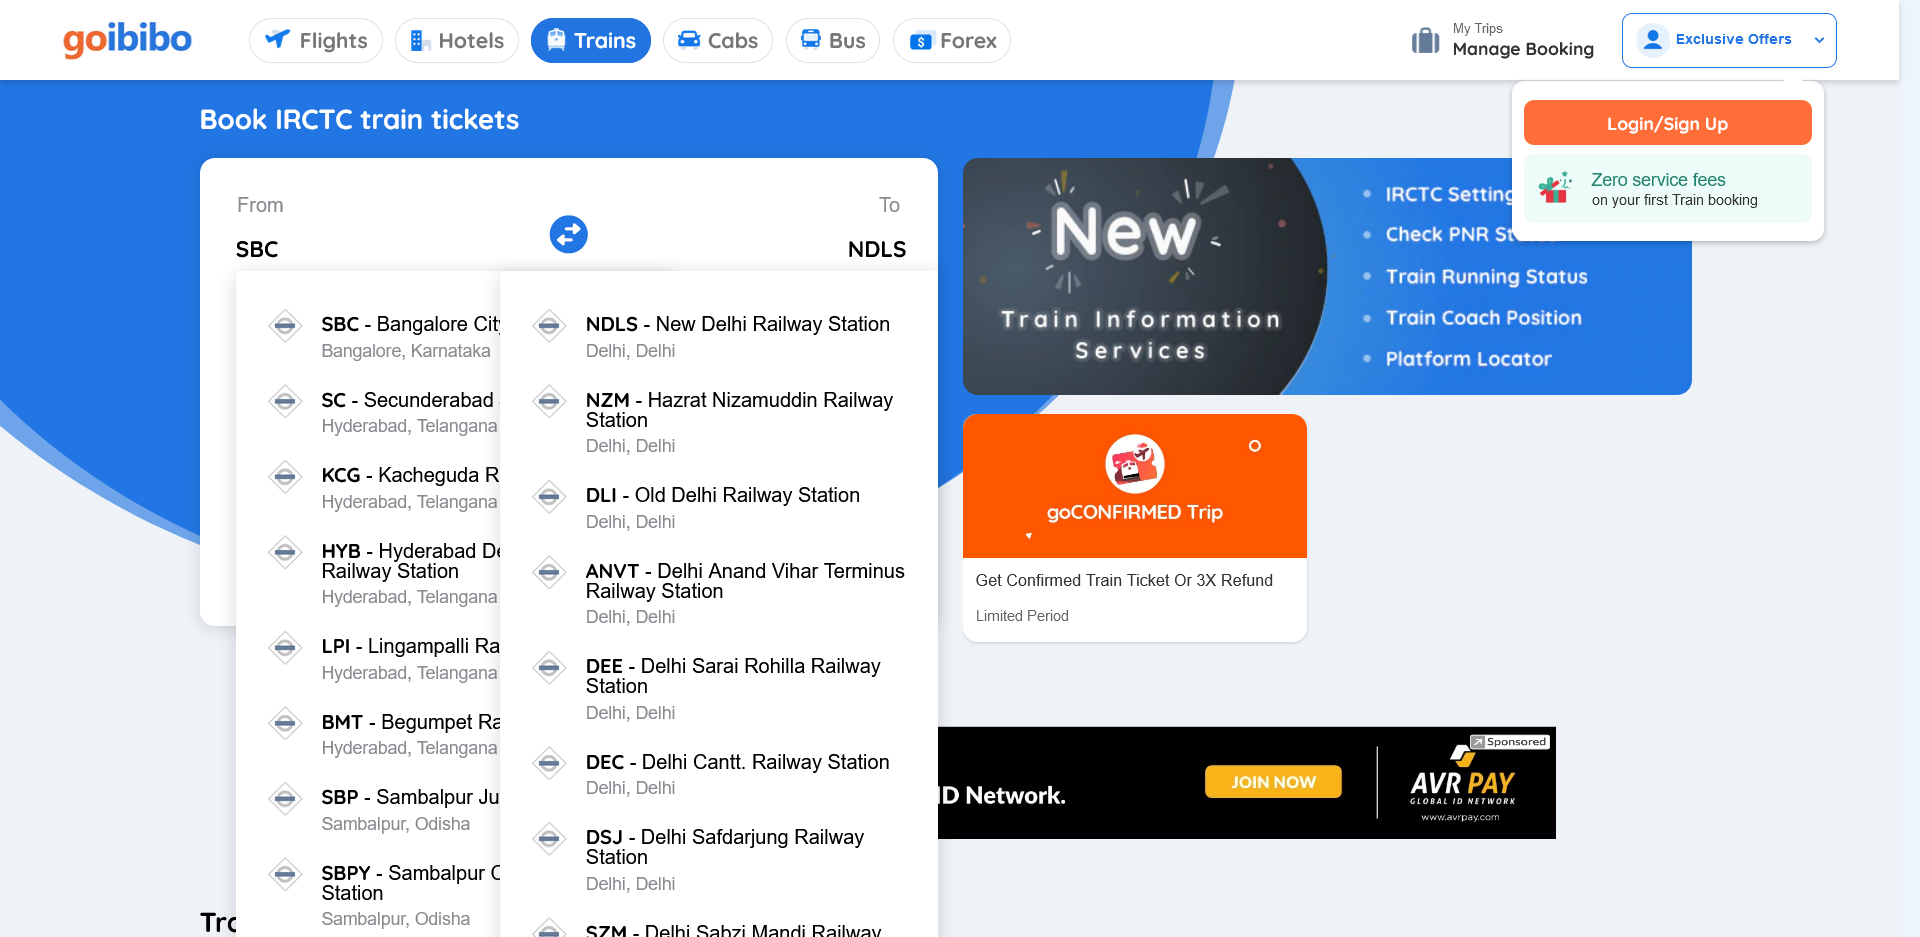 goibibo
Flights
Hotels
Trains
Cabs
Bus
Forex
My Trips
Manage Booking
Exclusive Offers
Login/Sign Up
Zero service fees
on your first Train booking
Book IRCTC train tickets
From
To
SBC
NDLS
SBC - Bangalore City
Bangalore, Karnataka
SC - Secunderabad
Hyderabad, Telangana
KCG - Kacheguda R
Hyderabad, Telangana
HYB - Hyderabad De
Railway Station
Hyderabad, Telangana
LPI - Lingampalli Ra
Hyderabad, Telangana
BMT - Begumpet Ra
Hyderabad, Telangana
SBP - Sambalpur Ju
Sambalpur, Odisha
SBPY - Sambalpur C
Station
Sambalpur, Odisha
NDLS - New Delhi Railway Station
Delhi, Delhi
NZM - Hazrat Nizamuddin Railway
Station
Delhi, Delhi
DLI - Old Delhi Railway Station
Delhi, Delhi
ANVT - Delhi Anand Vihar Terminus
Railway Station
Delhi, Delhi
DEE - Delhi Sarai Rohilla Railway
Station
Delhi, Delhi
DEC - Delhi Cantt. Railway Station
Delhi, Delhi
DSJ - Delhi Safdarjung Railway
Station
Delhi, Delhi
SZM - Delhi Sabzi Mandi Railway
New
Train Information
Services
IRCTC Setting
Check PNR St
Train Running Status
Train Coach Position
Platform Locator
goCONFIRMED Trip
Get Confirmed Train Ticket Or 3X Refund
Limited Period
ID Network.
JOIN NOW
Sponsored
AVR PAY
GLOBAL ID NETWORK
www.avrpay.com
Tra